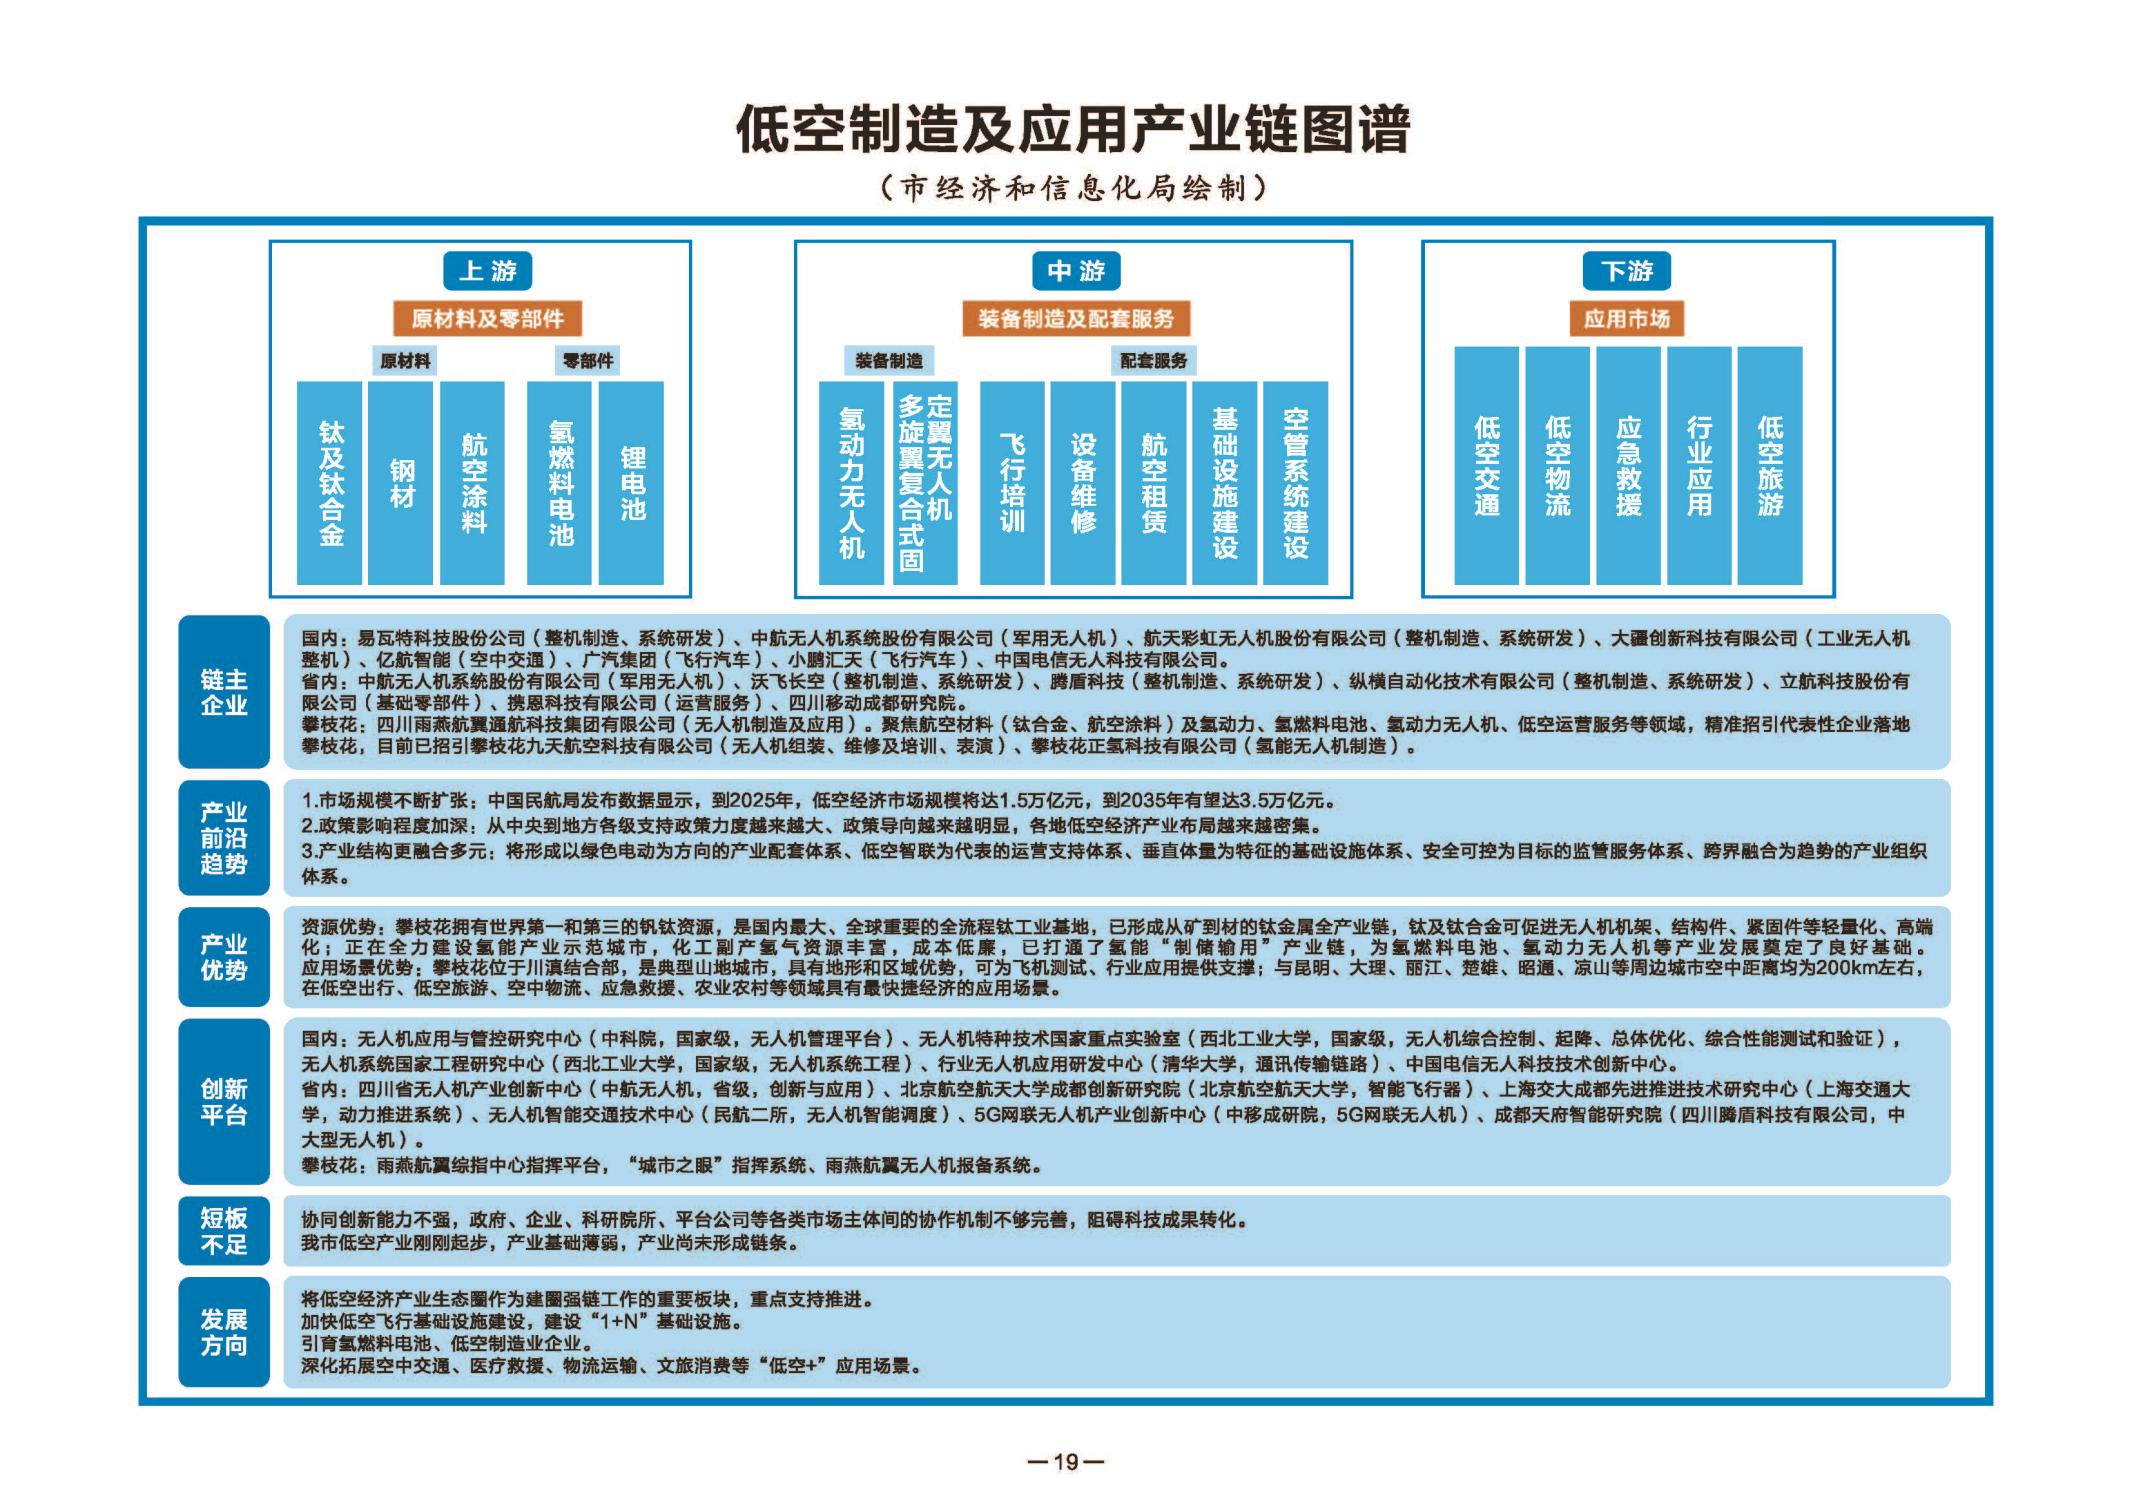 低空制造及应用产业链图谱
（市经济和信息化局绘制）
上游
原材料及零部件
原材料
零部件
钛及钛合金
钢材
航空涂料
氢燃料电池
锂电池
中游
装备制造及配套服务
装备制造
配套服务
氢动力无人机
多旋翼复合式固
定翼无人机
飞行培训
设备维修
航空租赁
基础设施建设
空管系统建设
下游
应用市场
低空交通
低空物流
应急救援
行业应用
低空旅游
链主
企业
国内：易瓦特科技股份公司（整机制造、系统研发）、中航无人机系统股份有限公司（军用无人机）、航天彩虹无人机股份有限公司（整机制造、系统研发）、大疆创新科技有限公司（工业无人机
整机）、亿航智能（空中交通）、广汽集团（飞行汽车）、小鹏汇天（飞行汽车）、中国电信无人科技有限公司。
省内：中航无人机系统股份有限公司（军用无人机）、沃飞长空（整机制造、系统研发）、腾盾科技（整机制造、系统研发）、纵横自动化技术有限公司（整机制造、系统研发）、立航科技股份有
限公司（基础零部件）、携恩科技有限公司（运营服务）、四川移动成都研究院。
攀枝花：四川雨燕航翼通航科技集团有限公司（无人机制造及应用）。聚焦航空材料（钛合金、航空涂料）及氢动力、氢燃料电池、氢动力无人机、低空运营服务等领域，精准招引代表性企业落地
攀枝花，目前已招引攀枝花九天航空科技有限公司（无人机组装、维修及培训、表演）、攀枝花正氢科技有限公司（氢能无人机制造）。
产业
前沿
趋势
1.市场规模不断扩张：中国民航局发布数据显示，到2025年，低空经济市场规模将达1.5万亿元，到2035年有望达3.5万亿元。
2.政策影响程度加深：从中央到地方各级支持政策力度越来越大、政策导向越来越明显，各地低空经济产业布局越来越密集。
3.产业结构更融合多元：将形成以绿色电动为方向的产业配套体系、低空智联为代表的运营支持体系、垂直体量为特征的基础设施体系、安全可控为目标的监管服务体系、跨界融合为趋势的产业组织
体系。
产业
优势
资源优势：攀枝花拥有世界第一和第三的钒钛资源，是国内最大、全球重要的全流程钛工业基地，已形成从矿到材的钛金属全产业链，钛及钛合金可促进无人机机架、结构件、紧固件等轻量化、高端
化；正在全力建设氢能产业示范城市，化工副产氢气资源丰富，成本低廉，已打通了氢能“制储输用”产业链，为氢燃料电池、氢动力无人机等产业发展奠定了良好基础。
应用场景优势：攀枝花位于川滇结合部，是典型山地城市，具有地形和区域优势，可为飞机测试、行业应用提供支撑；与昆明、大理、丽江、楚雄、昭通、凉山等周边城市空中距离均为200km左右，
在低空出行、低空旅游、空中物流、应急救援、农业农村等领域具有最快捷经济的应用场景。
创新
平台
国内：无人机应用与管控研究中心（中科院，国家级，无人机管理平台）、无人机特种技术国家重点实验室（西北工业大学，国家级，无人机综合控制、起降、总体优化、综合性能测试和验证），
无人机系统国家工程研究中心（西北工业大学，国家级，无人机系统工程）、行业无人机应用研发中心（清华大学，通讯传输链路）、中国电信无人科技技术创新中心。
省内：四川省无人机产业创新中心（中航无人机，省级，创新与应用）、北京航空航天大学成都创新研究院（北京航空航天大学，智能飞行器）、上海交大成都先进推进技术研究中心（上海交通大
学，动力推进系统）、无人机智能交通技术中心（民航二所，无人机智能调度）、5G网联无人机产业创新中心（中移成研院，5G网联无人机）、成都天府智能研究院（四川腾盾科技有限公司，中
大型无人机）。
攀枝花：雨燕航翼综指中心指挥平台，“城市之眼”指挥系统、雨燕航翼无人机报备系统。
短板
不足
协同创新能力不强，政府、企业、科研院所、平台公司等各类市场主体间的协作机制不够完善，阻碍科技成果转化。
我市低空产业刚刚起步，产业基础薄弱，产业尚未形成链条。
发展
方向
将低空经济产业生态圈作为建圈强链工作的重要板块，重点支持推进。
加快低空飞行基础设施建设，建设“1+N”基础设施。
引育氢燃料电池、低空制造业企业。
深化拓展空中交通、医疗救援、物流运输、文旅消费等“低空+”应用场景。
—19—